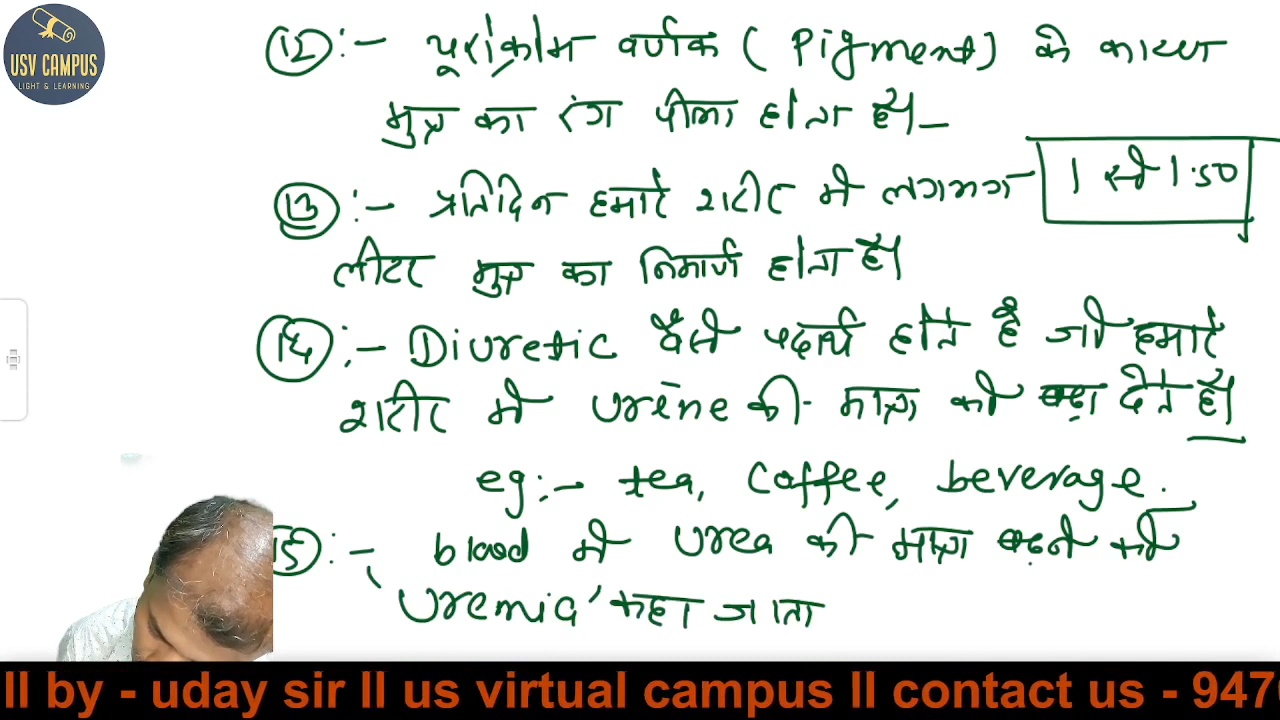 USV CAMPUS
LIGHT & LEARNING
12:- यूरोक्रोम वर्णक (Pigment) के कारण
मुत्र का रंग पीला होता है।
13:- प्रतिदिन हमारे शरीर में लगभग 1 से 1.50
लीटर मुत्र का निमार्ण होता है।
14:- Diuretic वैसे पदार्थ होते है जो हमारे
शरीर में urine की मात्रा को बढ़ा देते है।
eg:- tea, Coffee, beverage.
15:- blood में urea की मात्रा बढ़ने को
'Uremia' कहा जाता
ll by - uday sir ll us virtual campus ll contact us - 947